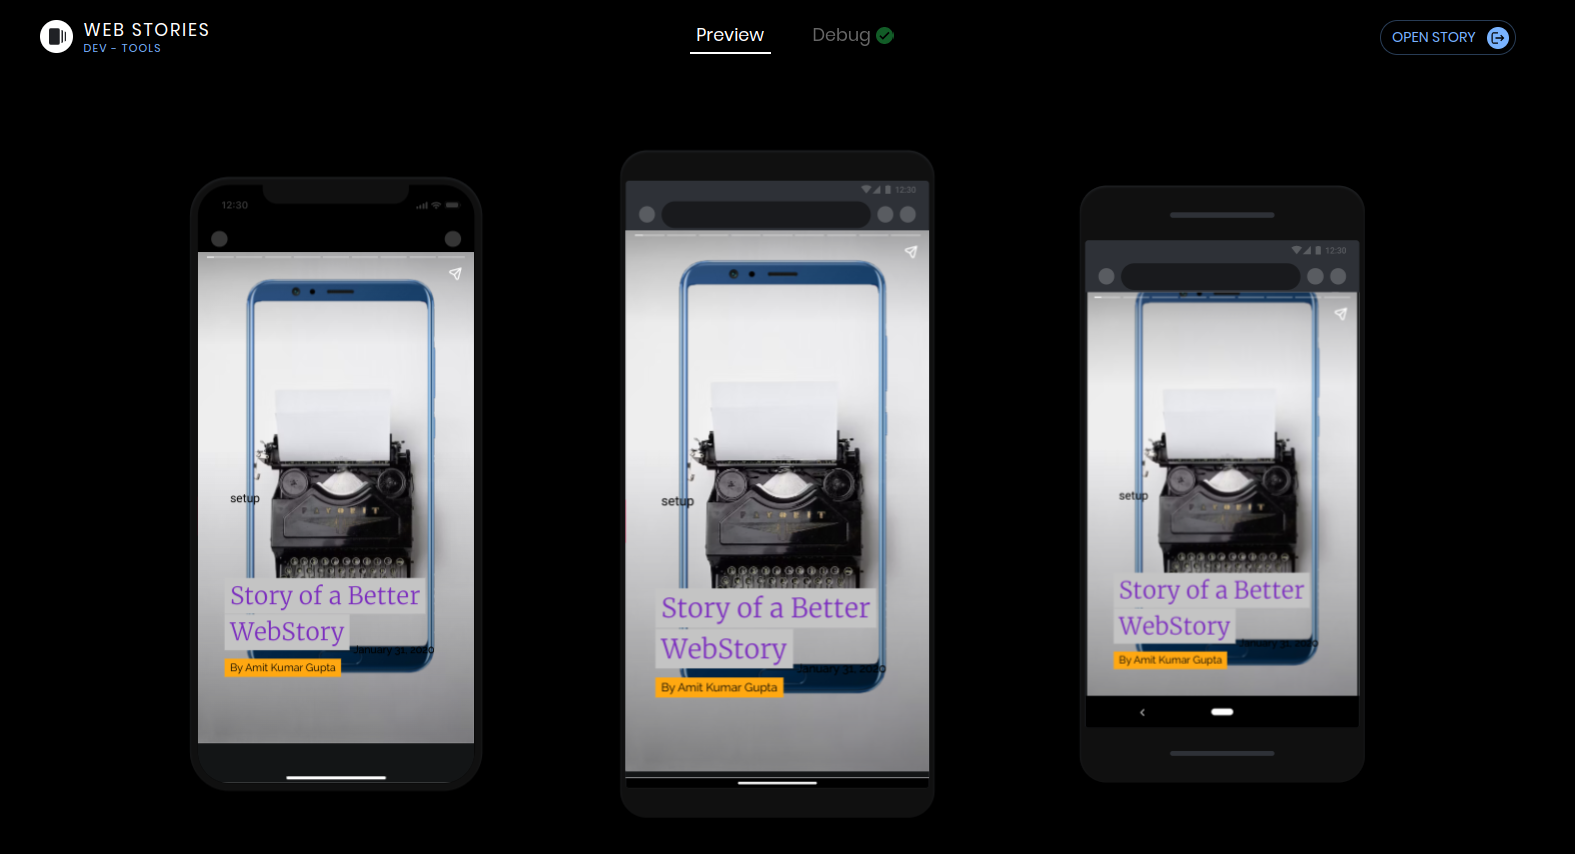 WEB STORIES
DEV - TOOLS
Preview
Debug
OPEN STORY
12:30
setup
Story of a Better
WebStory
January 31, 2020
By Amit Kumar Gupta
12:30
setup
Story of a Better
WebStory
January 31, 2020
By Amit Kumar Gupta
12:30
setup
Story of a Better
WebStory
January 31, 2020
By Amit Kumar Gupta